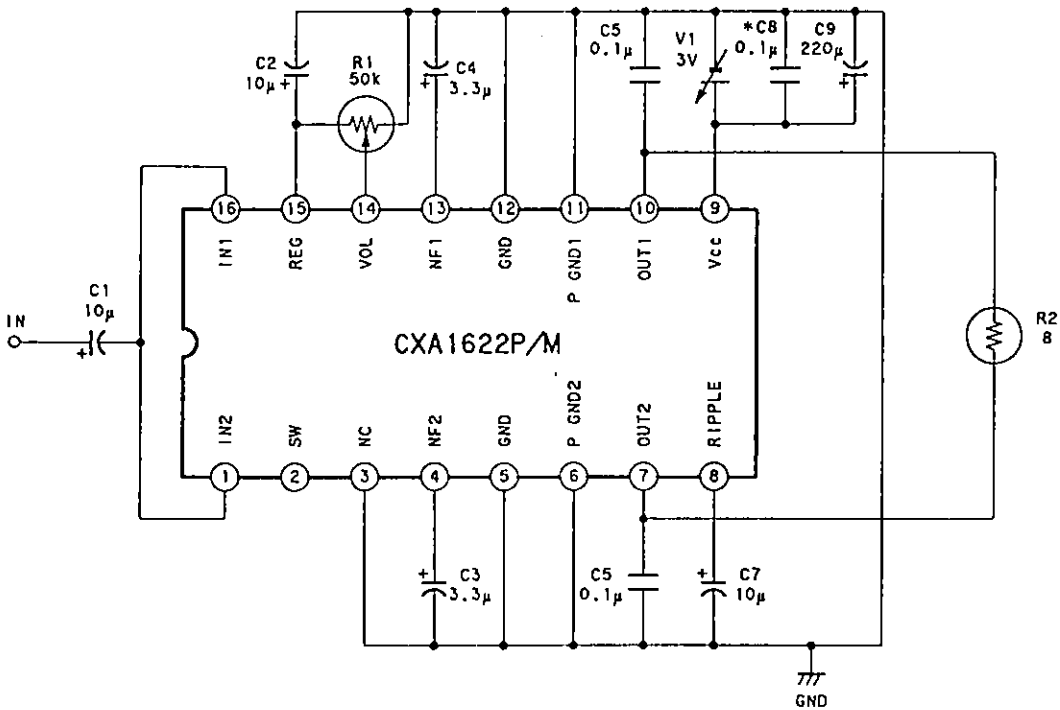 C2
10μ
+
R1
50k
C4
3.3μ
+
C5
0.1μ
V1
3V
*C8
0.1μ
C9
220μ
+
16
15
14
13
12
11
10
9
IN1
REG
VOL
NF1
GND
P GND1
OUT1
Vcc
IN
C1
10μ
+
CXA1622P/M
R2
8
IN2
SW
NC
NF2
GND
P GND2
OUT2
RIPPLE
1
2
3
4
5
6
7
8
+
C3
3.3μ
C5
0.1μ
+
C7
10μ
GND